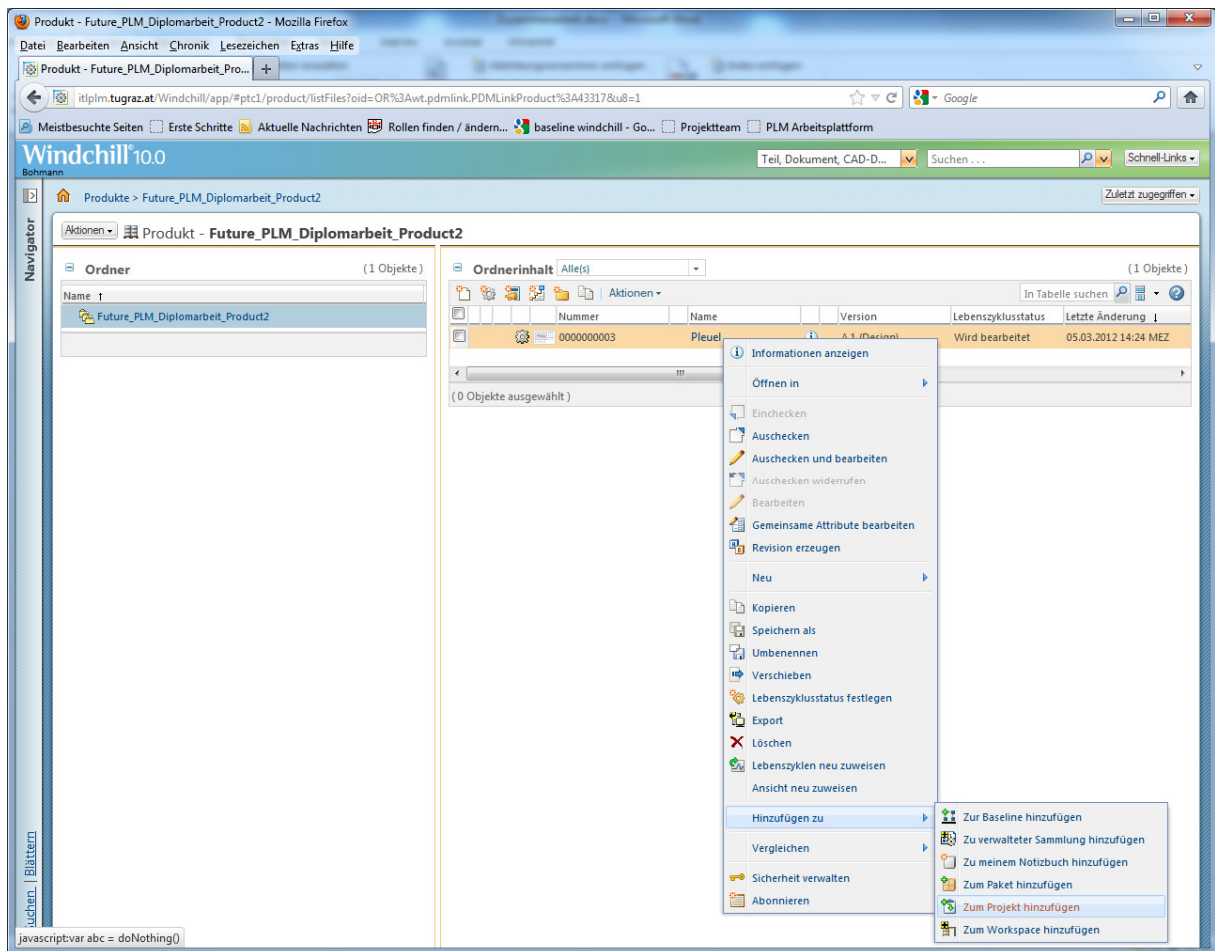 Produkt - Future_PLM_Diplomarbeit_Product2 - Mozilla Firefox
Datei Bearbeiten Ansicht Chronik Lesezeichen Extras Hilfe
Produkt - Future_PLM_Diplomarbeit_Pro... +
itlplm.tugraz.at/Windchill/app/#ptc1/product/listFiles?oid=OR%3Awt.pdmlink.PDMLinkProduct%3A43317&u8=1
Google
Meistbesuchte Seiten Erste Schritte Aktuelle Nachrichten Rollen finden / ändern... baseline windchill - Go... Projektteam PLM Arbeitsplattform
Windchill® 10.0
Teil, Dokument, CAD-D... Suchen . . . Schnell-Links
Bohmann
Produkte > Future_PLM_Diplomarbeit_Product2
Zuletzt zugegriffen
Navigator
Aktionen Produkt - Future_PLM_Diplomarbeit_Product2
Ordner (1 Objekte)
Name
Future_PLM_Diplomarbeit_Product2
Ordnerinhalt Alle(s) (1 Objekte)
Aktionen In Tabelle suchen
Nummer Name Version Lebenszyklusstatus Letzte Änderung
0000000003 Pleuel A.1 (Design) Wird bearbeitet 05.03.2012 14:24 MEZ
(0 Objekte ausgewählt)
Informationen anzeigen
Öffnen in
Einchecken
Auschecken
Auschecken und bearbeiten
Auschecken widerrufen
Bearbeiten
Gemeinsame Attribute bearbeiten
Revision erzeugen
Neu
Kopieren
Speichern als
Umbenennen
Verschieben
Lebenszyklusstatus festlegen
Export
Löschen
Lebenszyklen neu zuweisen
Ansicht neu zuweisen
Hinzufügen zu
Vergleichen
Sicherheit verwalten
Abonnieren
Zur Baseline hinzufügen
Zu verwalteter Sammlung hinzufügen
Zu meinem Notizbuch hinzufügen
Zum Paket hinzufügen
Zum Projekt hinzufügen
Zum Workspace hinzufügen
| Blättern
javascript:var abc = doNothing()